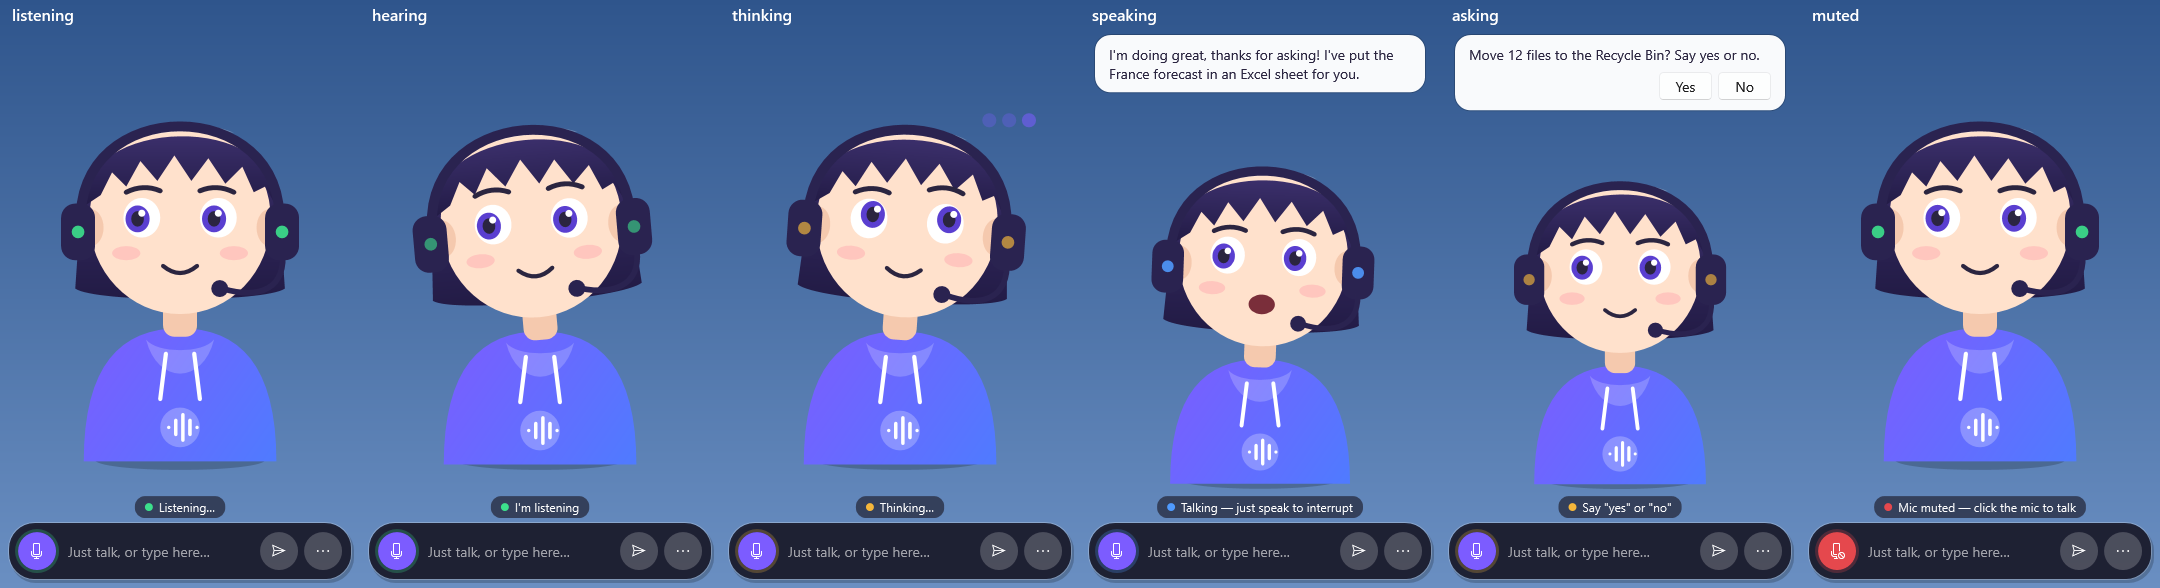 listening
hearing
thinking
speaking
asking
muted
I'm doing great, thanks for asking! I've put the
France forecast in an Excel sheet for you.
Move 12 files to the Recycle Bin? Say yes or no.
Yes
No
Listening...
I'm listening
Thinking...
Talking — just speak to interrupt
Say "yes" or "no"
Mic muted — click the mic to talk
Just talk, or type here...
Just talk, or type here...
Just talk, or type here...
Just talk, or type here...
Just talk, or type here...
Just talk, or type here...